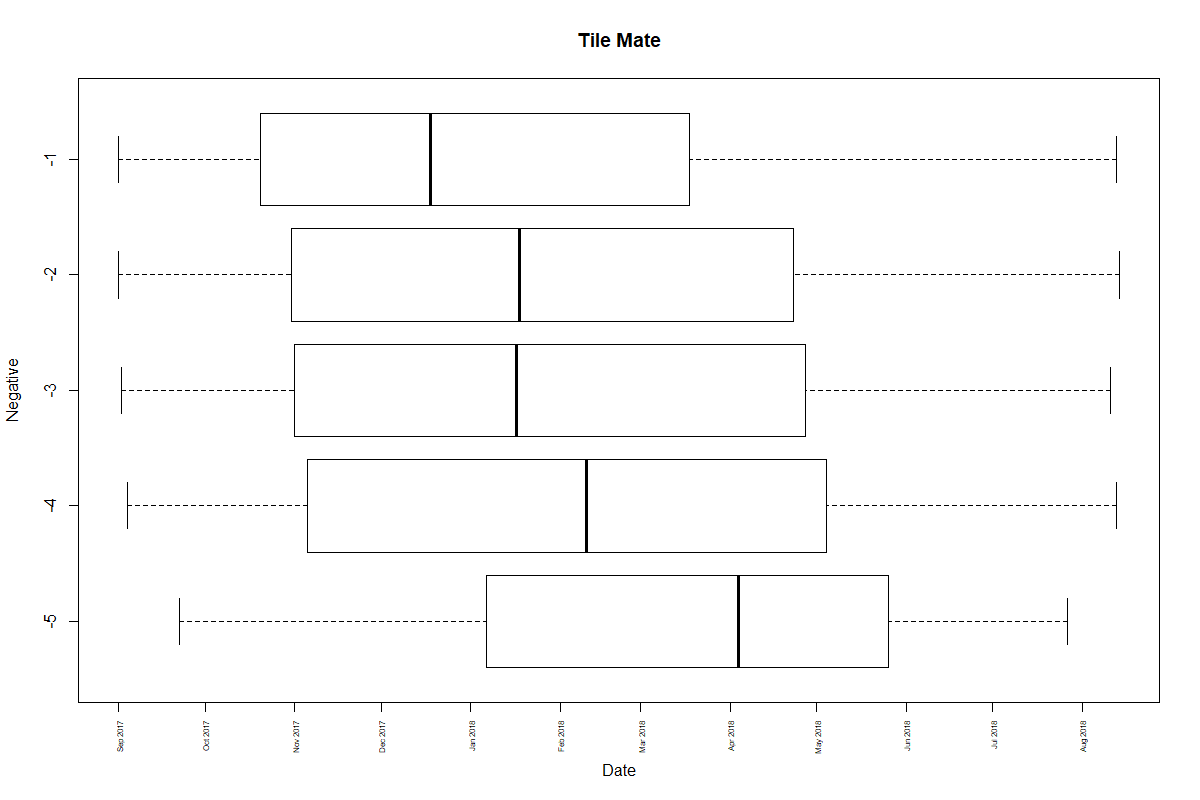 Tile Mate
-1
-2
-3
-4
-5
Negative
Sep 2017
Oct 2017
Nov 2017
Dec 2017
Jan 2018
Feb 2018
Mar 2018
Apr 2018
May 2018
Jun 2018
Jul 2018
Aug 2018
Date